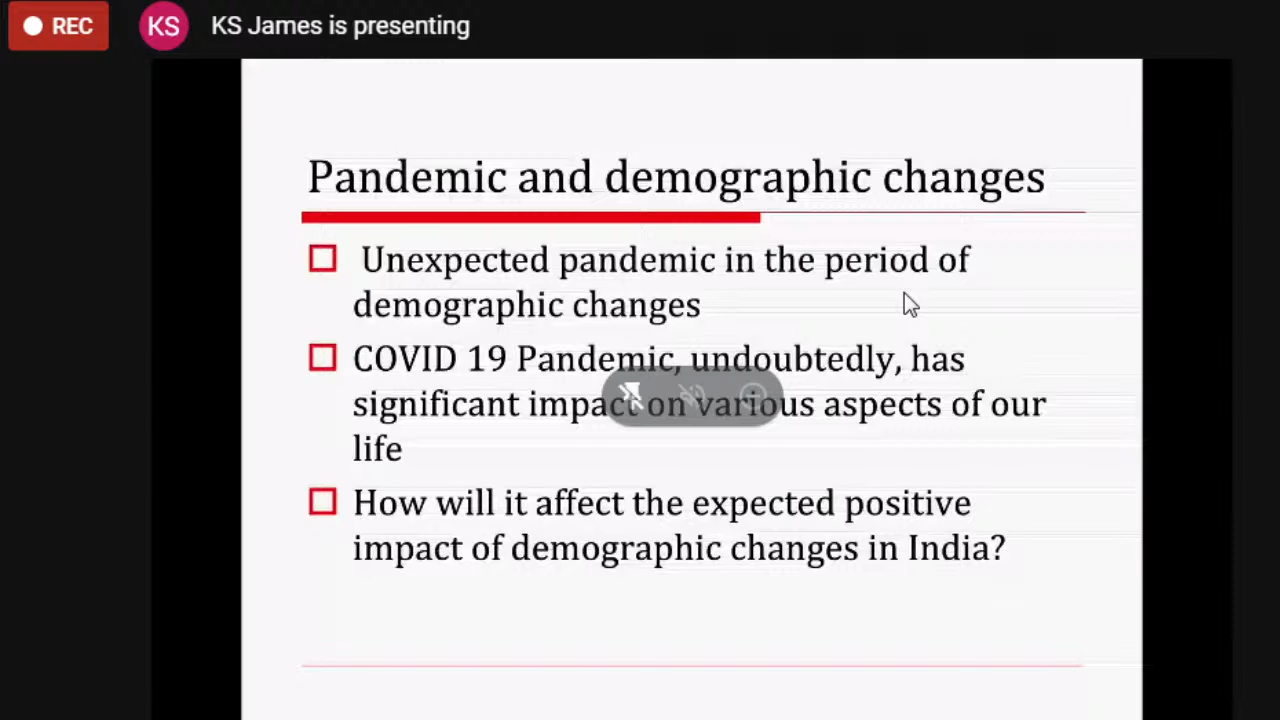 REC
KS
KS James is presenting
Pandemic and demographic changes
Unexpected pandemic in the period of
demographic changes
COVID 19 Pandemic, undoubtedly, has
significant impact on various aspects of our
life
How will it affect the expected positive
impact of demographic changes in India?